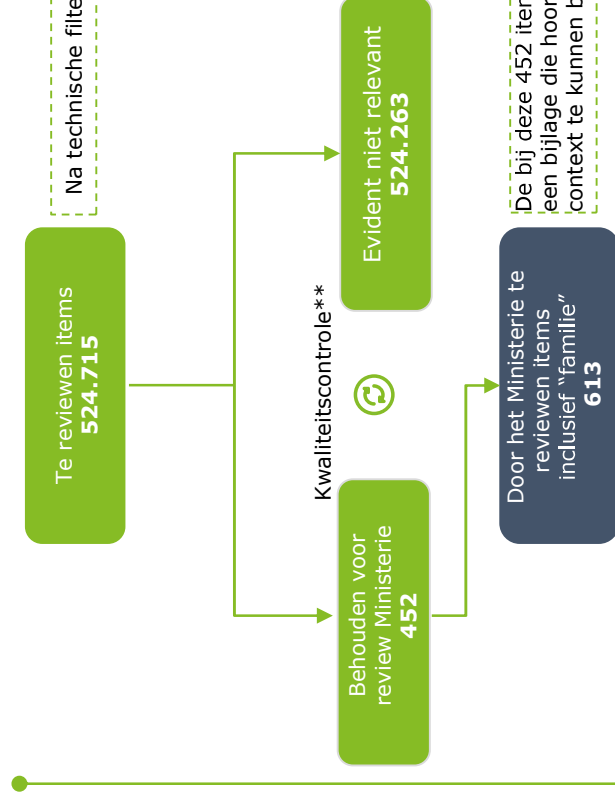 Te reviewen items
524.715
Na technische filte
Kwaliteitscontrole**
Behouden voor
review Ministerie
452
Evident niet relevant
524.263
Door het Ministerie te
reviewen items
inclusief “familie”
613
De bij deze 452 iter
een bijlage die hoor
context te kunnen b